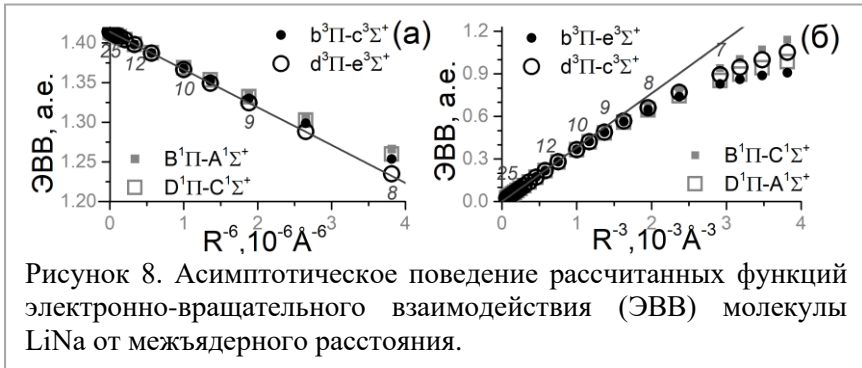 b³Π-c³Σ⁺ (а)
d³Π-e³Σ⁺
B¹Π-A¹Σ⁺
D¹Π-C¹Σ⁺
ЭВВ, а.е.
1.40
1.35
1.30
1.25
1.20
25 12 10 9 8
0 1 2 3 4
R⁻⁶,10⁻⁶Å⁻⁶
b³Π-e³Σ⁺ (б)
d³Π-c³Σ⁺
B¹Π-C¹Σ⁺
D¹Π-A¹Σ⁺
ЭВВ, а.е.
1.2
0.9
0.6
0.3
0.0
25 12 10 9 8 7
0 1 2 3 4
R⁻³,10⁻³Å⁻³
Рисунок 8. Асимптотическое поведение рассчитанных функций
электронно-вращательного взаимодействия (ЭВВ) молекулы
LiNa от межъядерного расстояния.